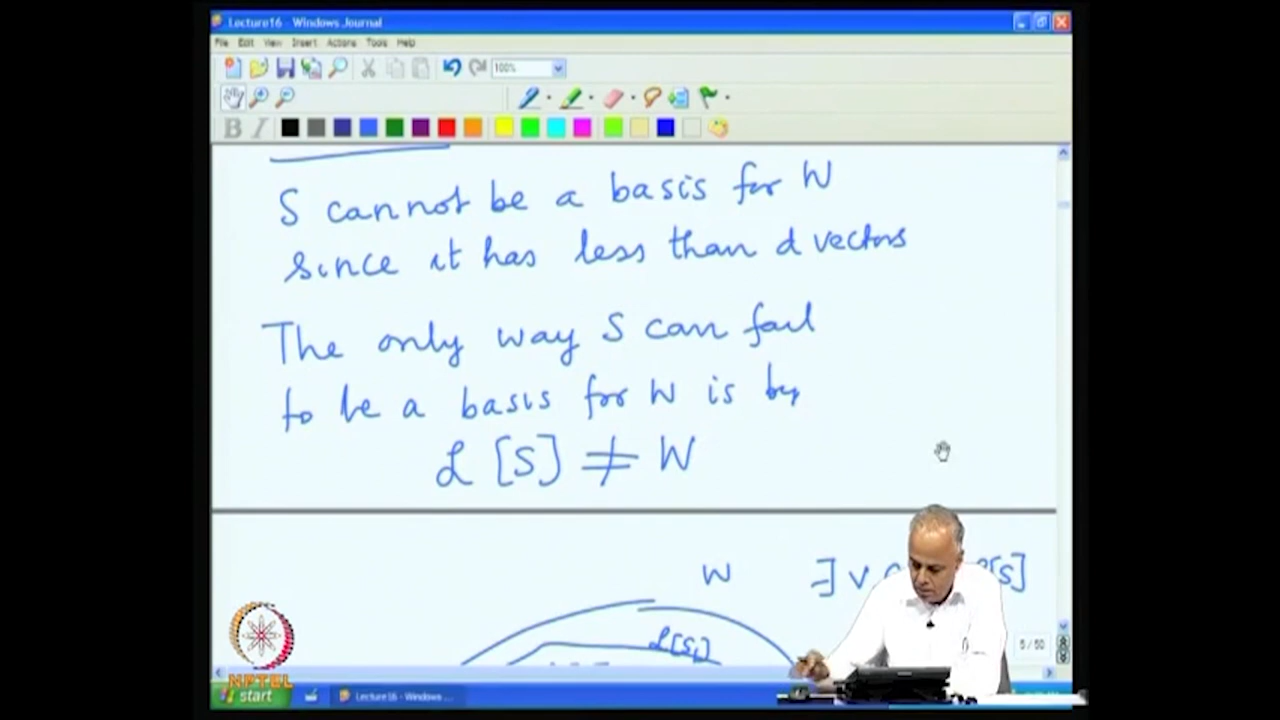 Lecture16 - Windows Journal
File Edit View Insert Actions Tools Help
100%
B I
S cannot be a basis for W
since it has less than d vectors
The only way S can fail
to be a basis for W is by
L [S] ≠ W
W ∃ v [S]
L[S₁]
5 / 50
NPTEL
start Lecture16 - Windows ...